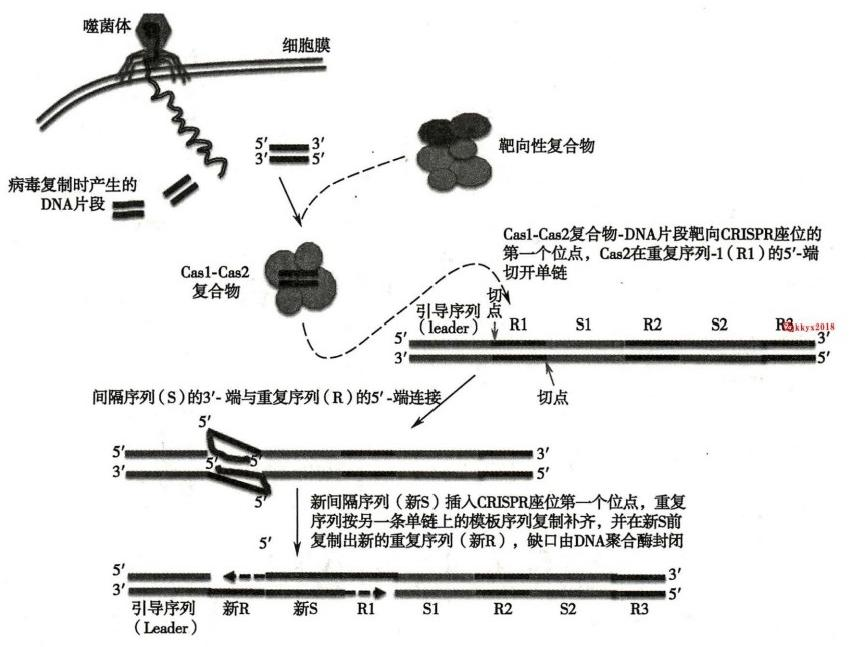 噬菌体
细胞膜
5′ 3′
3′ 5′
靶向性复合物
病毒复制时产生的
DNA片段
Cas1-Cas2
复合物
Cas1-Cas2复合物-DNA片段靶向CRISPR座位的
第一个位点，Cas2在重复序列-1（R1）的5′-端
切开单链
引导序列
（leader）
切
点
R1 S1 R2 S2 R3
5′ 3′
3′ 5′
切点
间隔序列（S）的3′- 端与重复序列（R）的5′ -端连接
5′
5′ 5′ 3′
3′ 5′ 5′
5′
新间隔序列（新S）插入CRISPR座位第一个位点，重复
序列按另一条单链上的模板序列复制补齐，并在新S前
复制出新的重复序列（新R），缺口由DNA聚合酶封闭
5′
5′ 3′
3′ 5′
引导序列 新R 新S R1 S1 R2 S2 R3
（Leader）